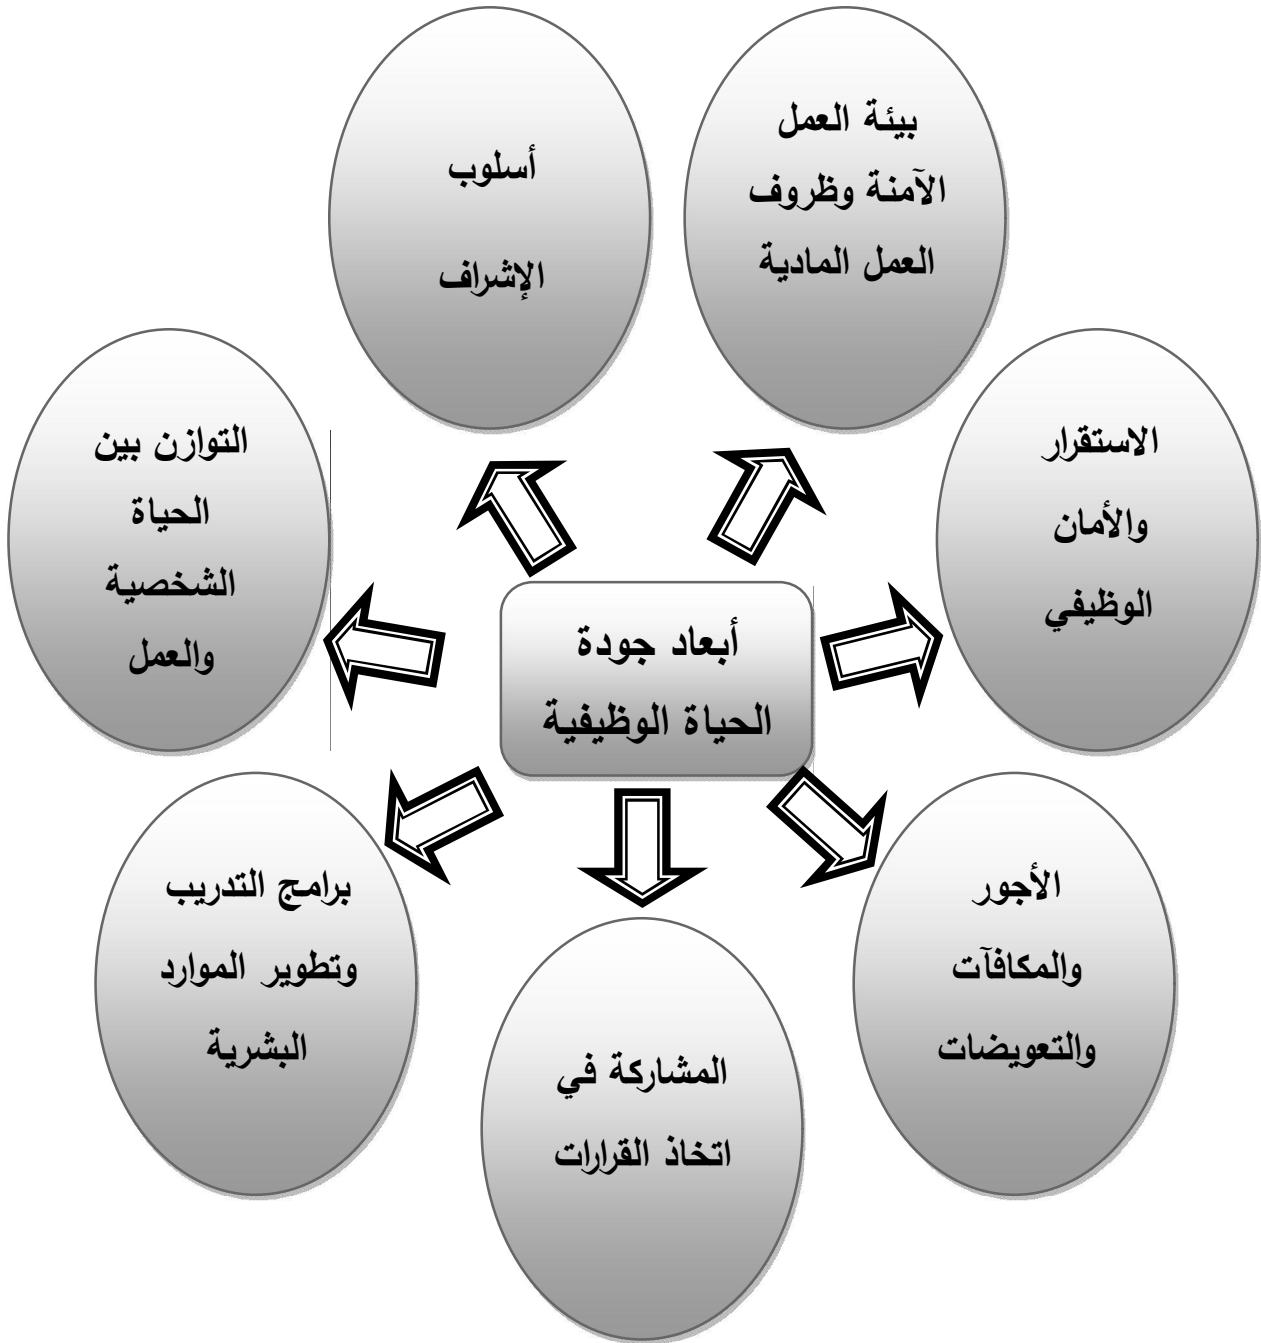 بيئة العمل
الآمنة وظروف
العمل المادية
أسلوب
الإشراف
الاستقرار
والأمان
الوظيفي
التوازن بين
الحياة
الشخصية
والعمل
أبعاد جودة
الحياة الوظيفية
الأجور
والمكافآت
والتعويضات
برامج التدريب
وتطوير الموارد
البشرية
المشاركة في
اتخاذ القرارات